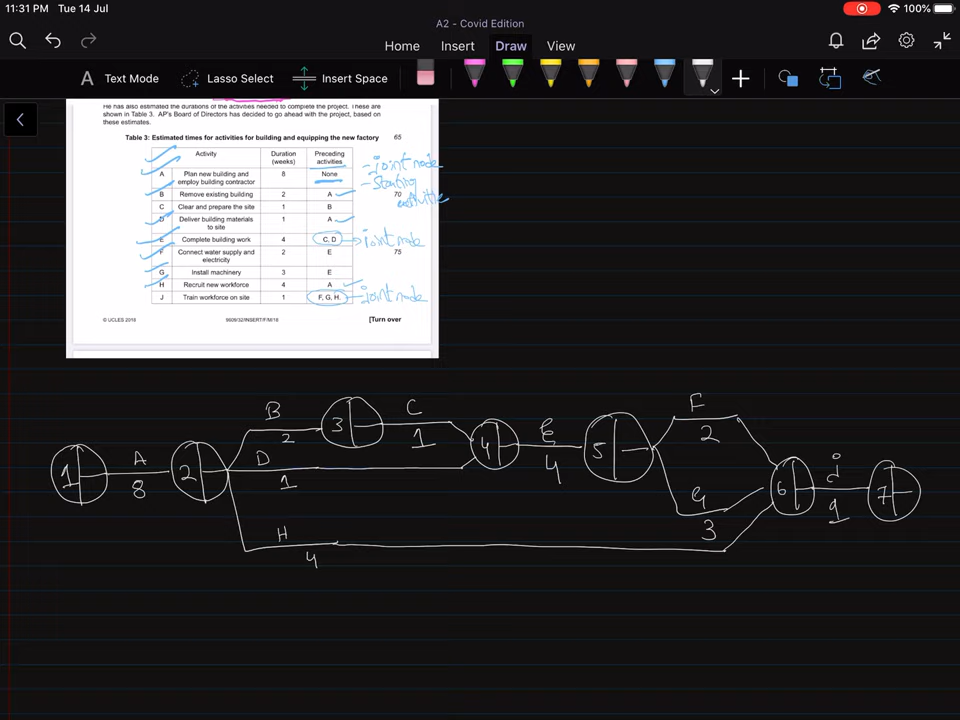 11:31 PM Tue 14 Jul
100%
A2 - Covid Edition
Home Insert Draw View
Text Mode Lasso Select Insert Space
He has also estimated the durations of the activities needed to complete the project. These are
shown in Table 3. AP's Board of Directors has decided to go ahead with the project, based on
these estimates.
Table 3: Estimated times for activities for building and equipping the new factory 65
Activity Duration (weeks) Preceding activities
A Plan new building and employ building contractor 8 None
B Remove existing building 2 A 70
C Clear and prepare the site 1 B
D Deliver building materials to site 1 A
E Complete building work 4 C, D
F Connect water supply and electricity 2 E 75
G Install machinery 3 E
H Recruit new workforce 4 A
J Train workforce on site 1 F, G, H
- joint node
- Starting
activities
joint node
joint node
© UCLES 2018 9609/32/INSERT/F/M/18 [Turn over
B C F
2 3 1 2
1 A 8 2 D 1 4 E 4 5 G 3 6 j 1 7
H
4